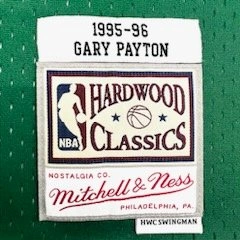 1995-96
GARY PAYTON
HARDWOOD
NBA
CLASSICS
NOSTALGIA CO.
Mitchell & Ness
PHILADELPHIA, PA.
HWC SWINGMAN